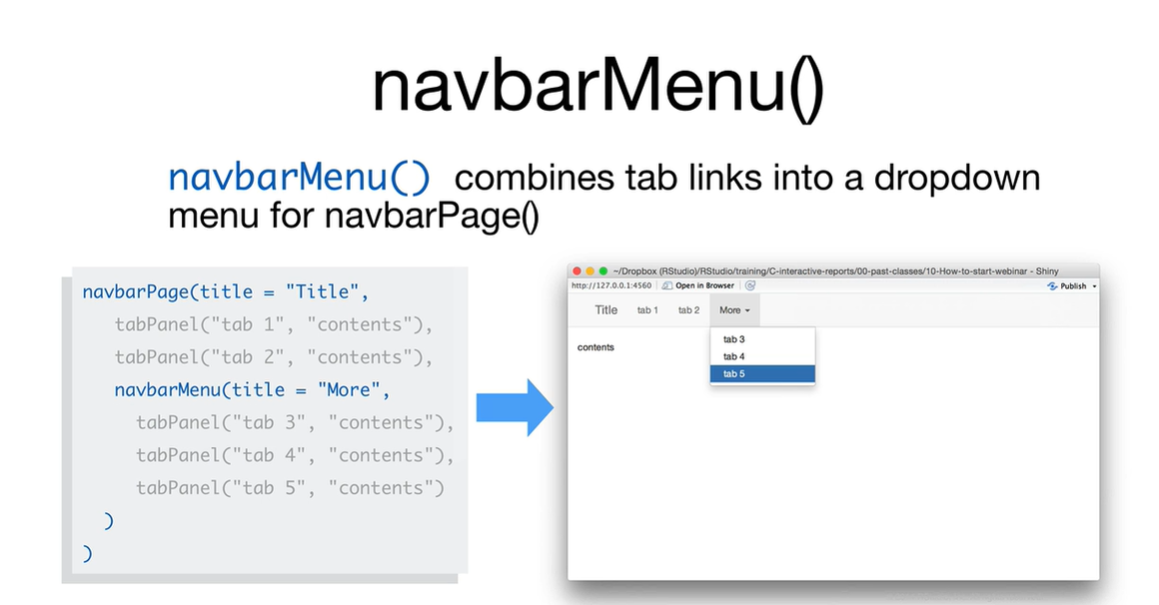 navbarMenu()
navbarMenu() combines tab links into a dropdown
menu for navbarPage()
navbarPage(title = "Title",
tabPanel("tab 1", "contents"),
tabPanel("tab 2", "contents"),
navbarMenu(title = "More",
tabPanel("tab 3", "contents"),
tabPanel("tab 4", "contents"),
tabPanel("tab 5", "contents")
)
)
~/Dropbox (RStudio)/RStudio/training/C-interactive-reports/00-past-classes/10-How-to-start-webinar - Shiny
http://127.0.0.1:4560 Open in Browser Publish
Title tab 1 tab 2 More
tab 3
contents
tab 4
tab 5